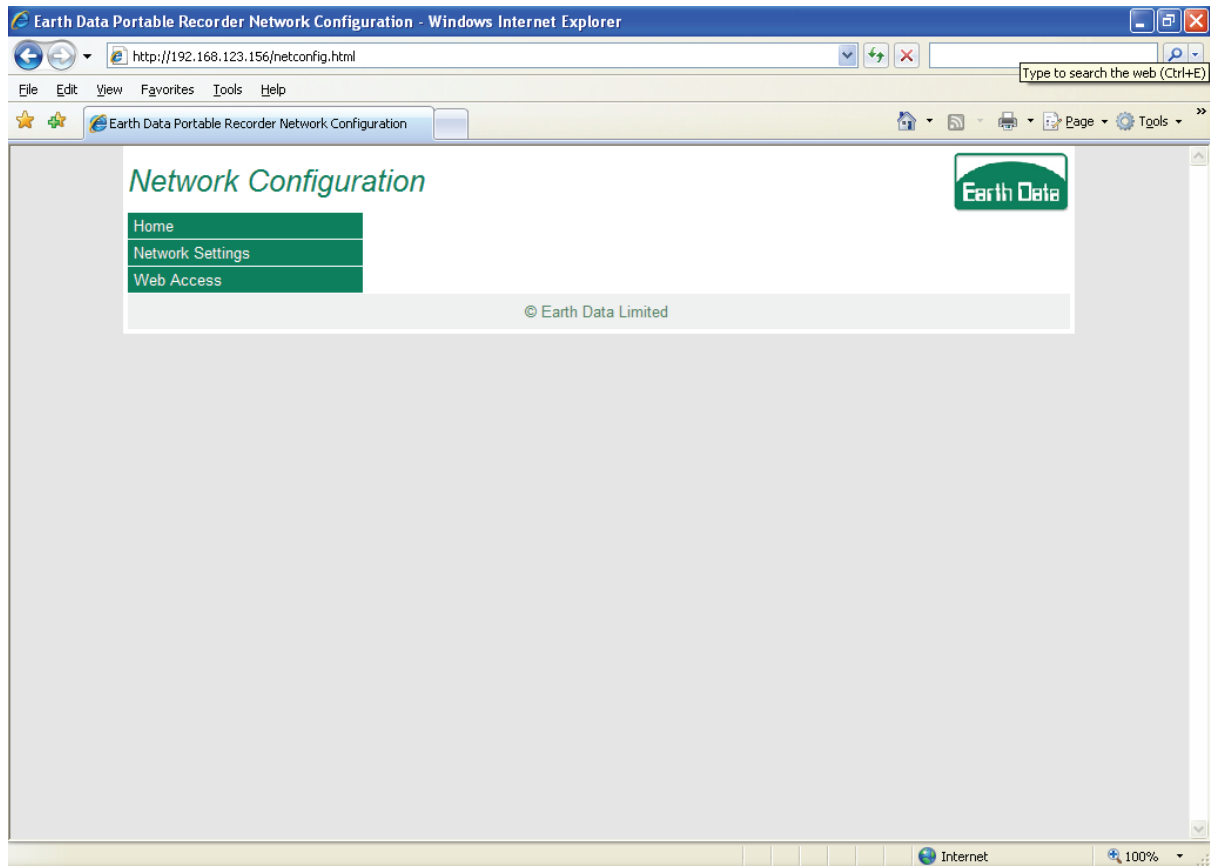 Earth Data Portable Recorder Network Configuration - Windows Internet Explorer
http://192.168.123.156/netconfig.html
Type to search the web (Ctrl+E)
File Edit View Favorites Tools Help
Earth Data Portable Recorder Network Configuration
Page Tools »
Network Configuration
Earth Data
Home
Network Settings
Web Access
© Earth Data Limited
Internet 100%